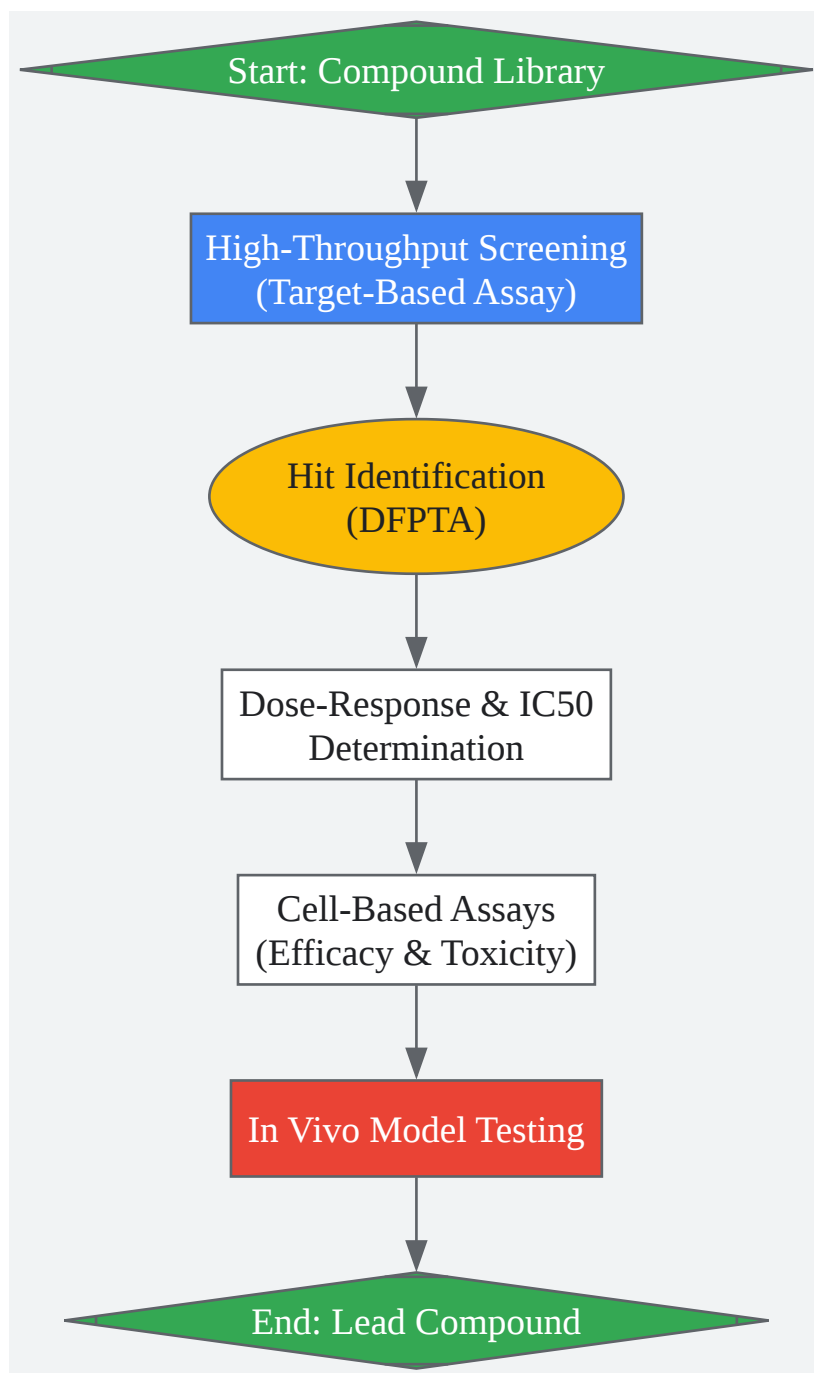 Start: Compound Library
High-Throughput Screening
(Target-Based Assay)
Hit Identification
(DFPTA)
Dose-Response & IC50
Determination
Cell-Based Assays
(Efficacy & Toxicity)
In Vivo Model Testing
End: Lead Compound